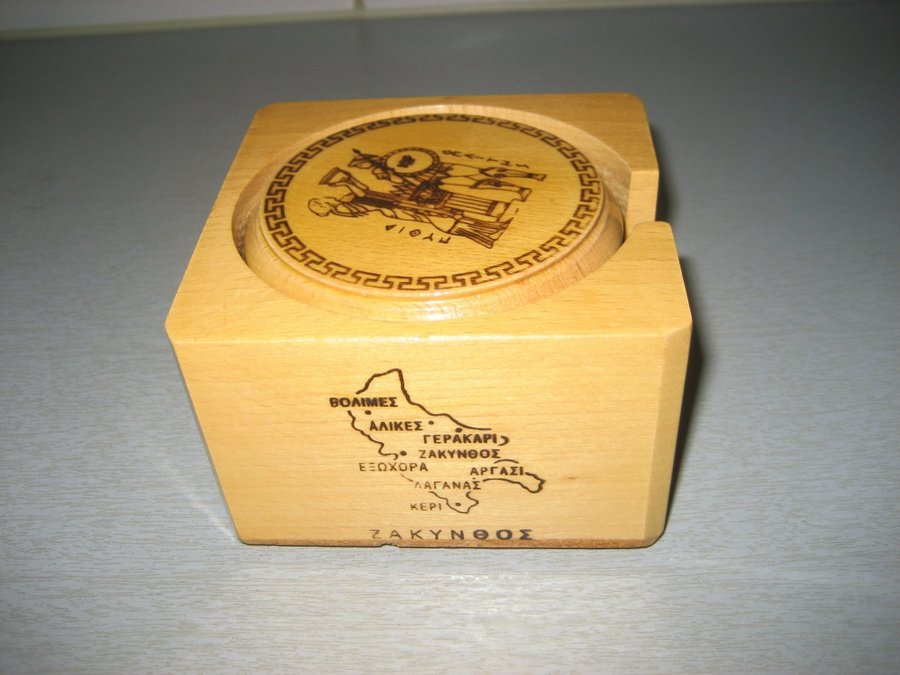 ΠΥΘΙΑ
ΒΟΛΙΜΕΣ
ΑΛΙΚΕΣ
ΓΕΡΑΚΑΡΙ
ΖΑΚΥΝΘΟΣ
ΕΞΩΧΟΡΑ
ΑΡΓΑΣΙ
ΛΑΓΑΝΑΣ
ΚΕΡΙ
ΖΑΚΥΝΘΟΣ